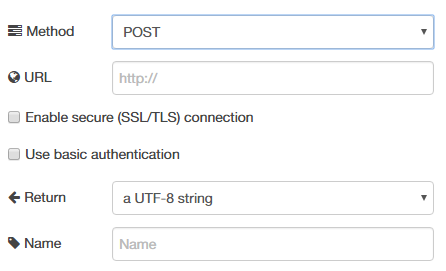 Method POST
URL http://
Enable secure (SSL/TLS) connection
Use basic authentication
Return a UTF-8 string
Name Name